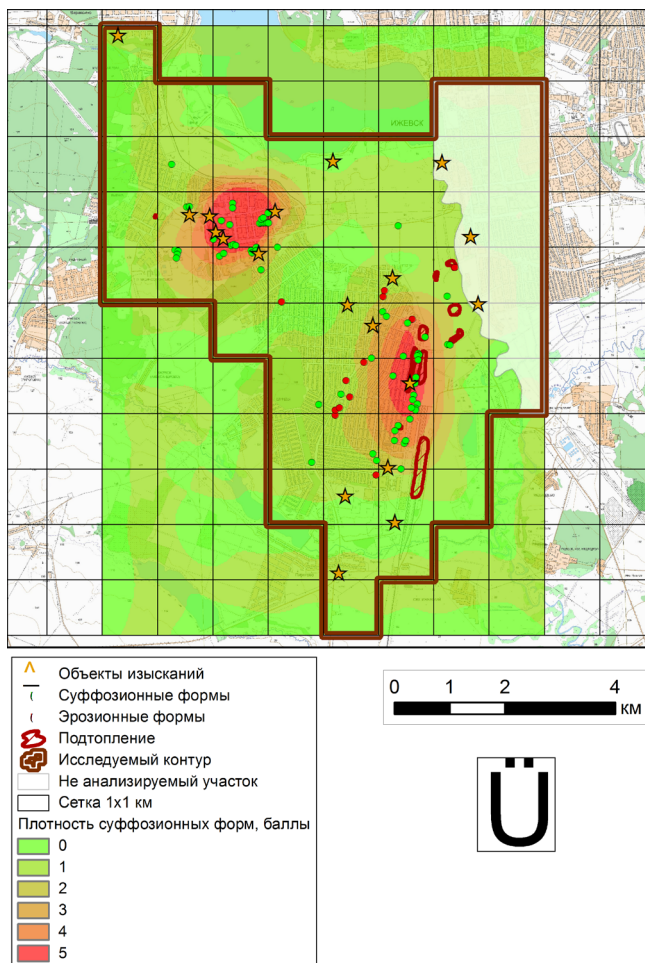 ИЖЕВСК
Объекты изысканий
Суффозионные формы
Эрозионные формы
Подтопление
Исследуемый контур
Не анализируемый участок
Сетка 1x1 км
Плотность суффозионных форм, баллы
0
1
2
3
4
5
0 1 2 4
км
Ü